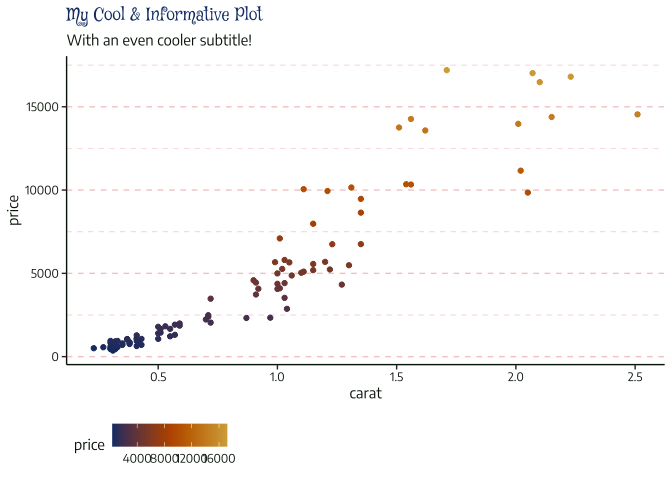 My Cool & Informative Plot
With an even cooler subtitle!
15000
10000
5000
0
price
0.5 1.0 1.5 2.0 2.5
carat
price
4000 8000 12000 16000